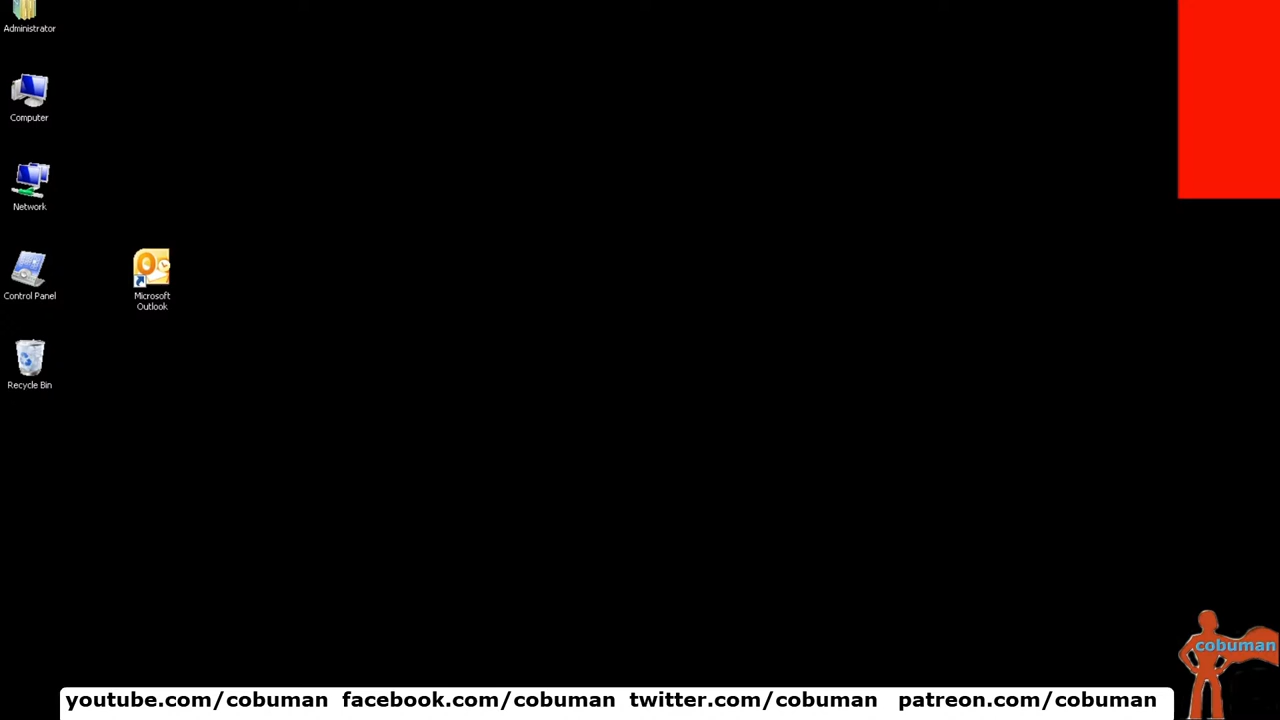 Administrator
Computer
Network
Control Panel
Microsoft
Outlook
Recycle Bin
cobuman
youtube.com/cobuman facebook.com/cobuman twitter.com/cobuman patreon.com/cobuman